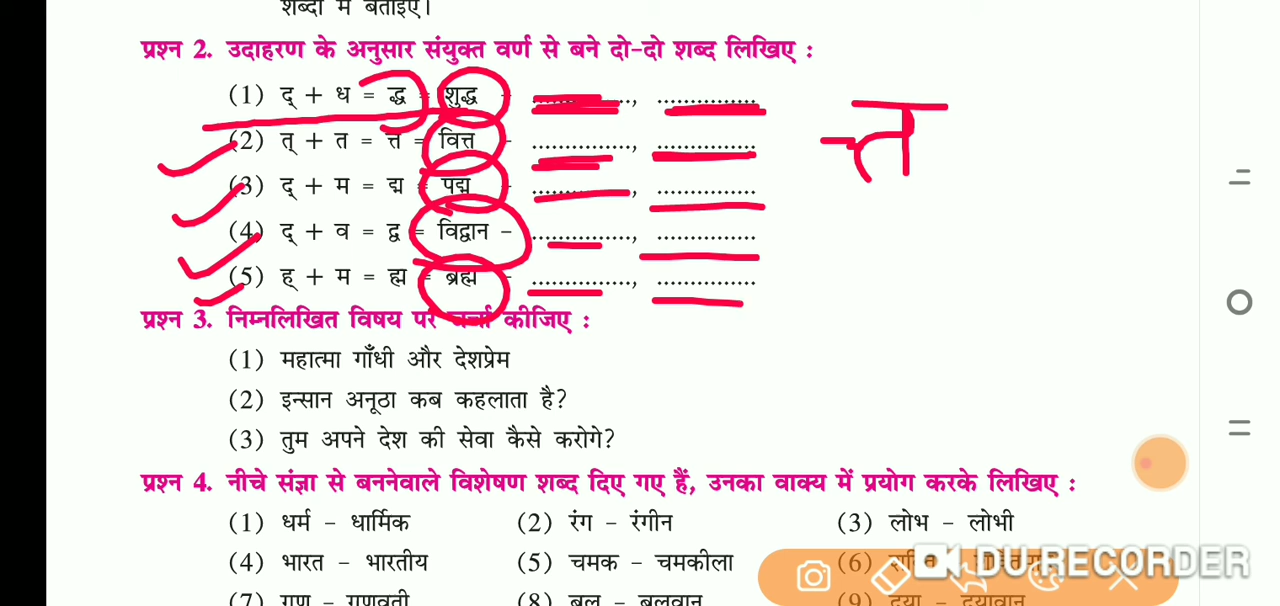 शब्दों में बताइए।
प्रश्न 2. उदाहरण के अनुसार संयुक्त वर्ण से बने दो-दो शब्द लिखिए :
(1) द् + ध = द्ध = शुद्ध - ..............., ...............
(2) त् + त = त्त = वित्त - ..............., ...............
(3) द् + म = द्म = पद्म - ..............., ...............
(4) द् + व = द्व = विद्वान - ..............., ...............
(5) ह् + म = ह्म = ब्रह्म - ..............., ...............
त्त
प्रश्न 3. निम्नलिखित विषय पर चर्चा कीजिए :
(1) महात्मा गाँधी और देशप्रेम
(2) इन्सान अनूठा कब कहलाता है?
(3) तुम अपने देश की सेवा कैसे करोगे?
प्रश्न 4. नीचे संज्ञा से बननेवाले विशेषण शब्द दिए गए हैं, उनका वाक्य में प्रयोग करके लिखिए :
(1) धर्म - धार्मिक (2) रंग - रंगीन (3) लोभ - लोभी
(4) भारत - भारतीय (5) चमक - चमकीला (6)
(7) गुण - गुणवती (8) बल - बलवान (9) दया - दयावान
DU RECORDER